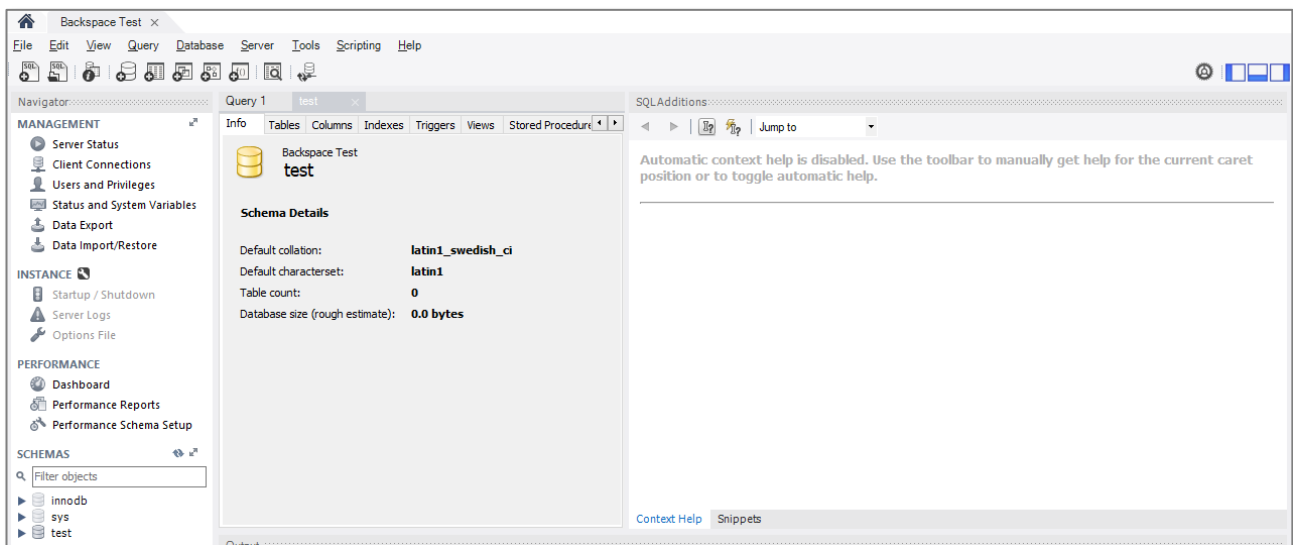 Backspace Test ×
File Edit View Query Database Server Tools Scripting Help
Navigator
MANAGEMENT
Server Status
Client Connections
Users and Privileges
Status and System Variables
Data Export
Data Import/Restore
INSTANCE
Startup / Shutdown
Server Logs
Options File
PERFORMANCE
Dashboard
Performance Reports
Performance Schema Setup
SCHEMAS
Filter objects
innodb
sys
test
Query 1 test ×
Info Tables Columns Indexes Triggers Views Stored Procedure
Backspace Test
test
Schema Details
Default collation: latin1_swedish_ci
Default characterset: latin1
Table count: 0
Database size (rough estimate): 0.0 bytes
SQLAdditions
Jump to
Automatic context help is disabled. Use the toolbar to manually get help for the current caret
position or to toggle automatic help.
Context Help Snippets
Output